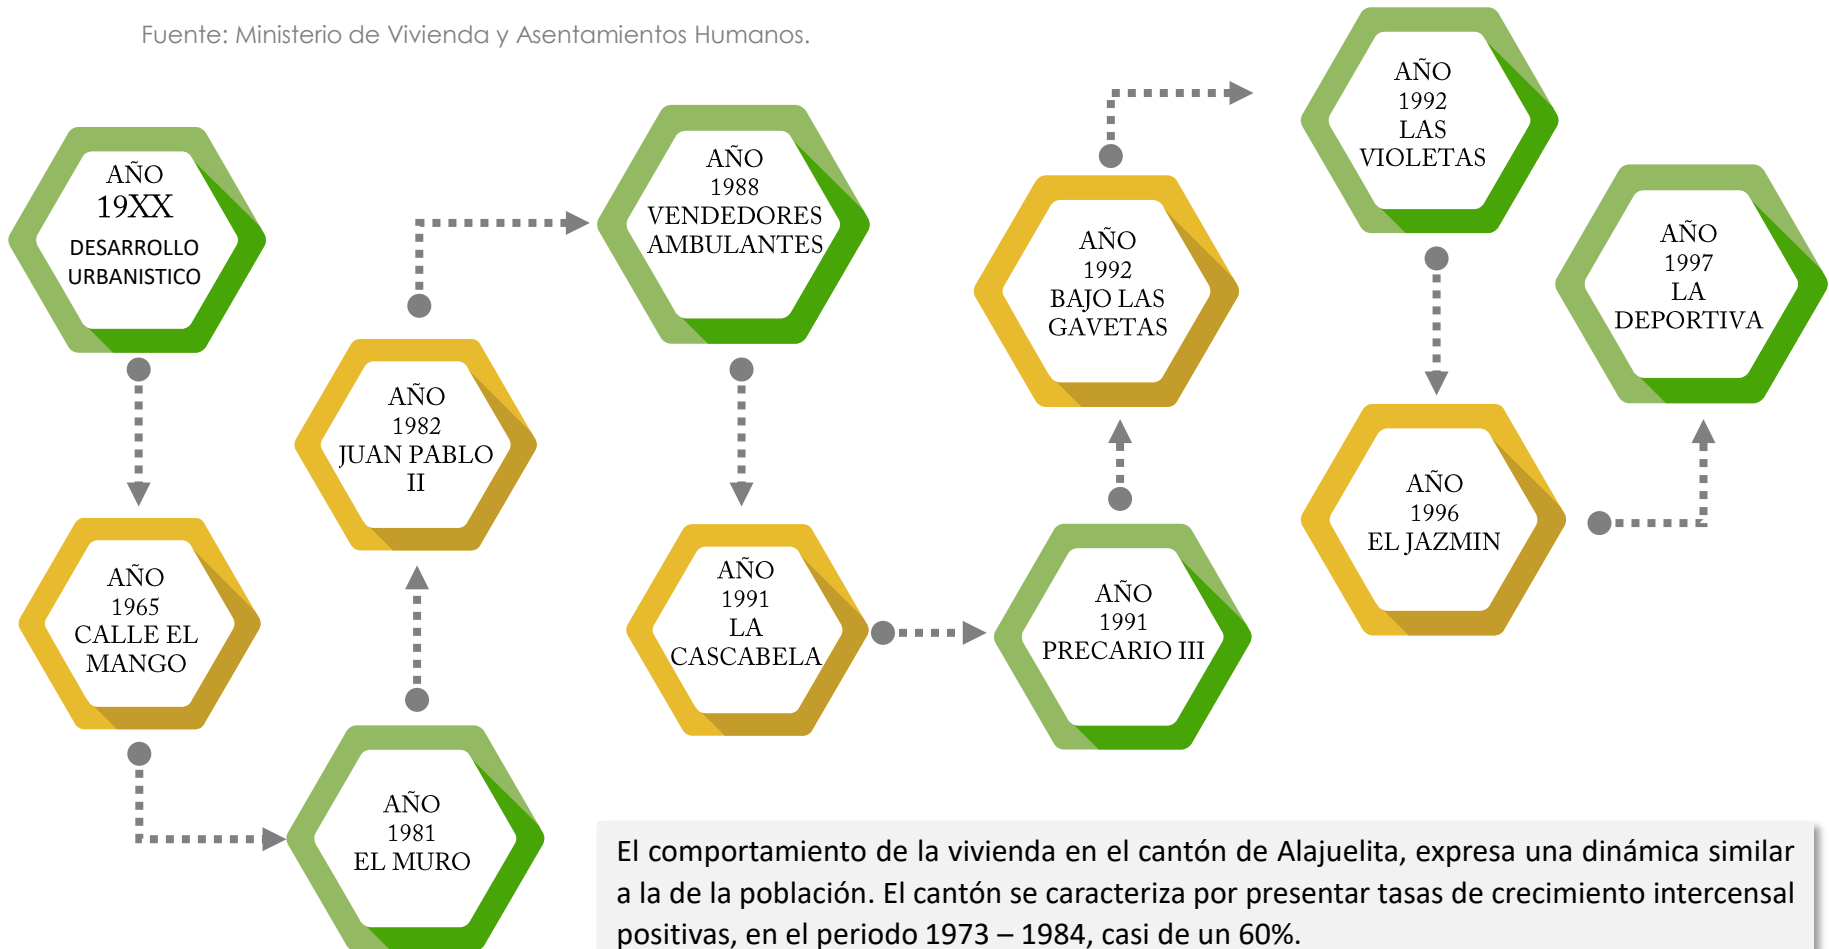 Fuente: Ministerio de Vivienda y Asentamientos Humanos.
AÑO
19XX
DESARROLLO
URBANISTICO
AÑO
1965
CALLE EL
MANGO
AÑO
1981
EL MURO
AÑO
1982
JUAN PABLO
II
AÑO
1988
VENDEDORES
AMBULANTES
AÑO
1991
LA
CASCABELA
AÑO
1991
PRECARIO III
AÑO
1992
BAJO LAS
GAVETAS
AÑO
1992
LAS
VIOLETAS
AÑO
1996
EL JAZMIN
AÑO
1997
LA
DEPORTIVA
El comportamiento de la vivienda en el cantón de Alajuelita, expresa una dinámica similar
a la de la población. El cantón se caracteriza por presentar tasas de crecimiento intercensal
positivas, en el periodo 1973 – 1984, casi de un 60%.